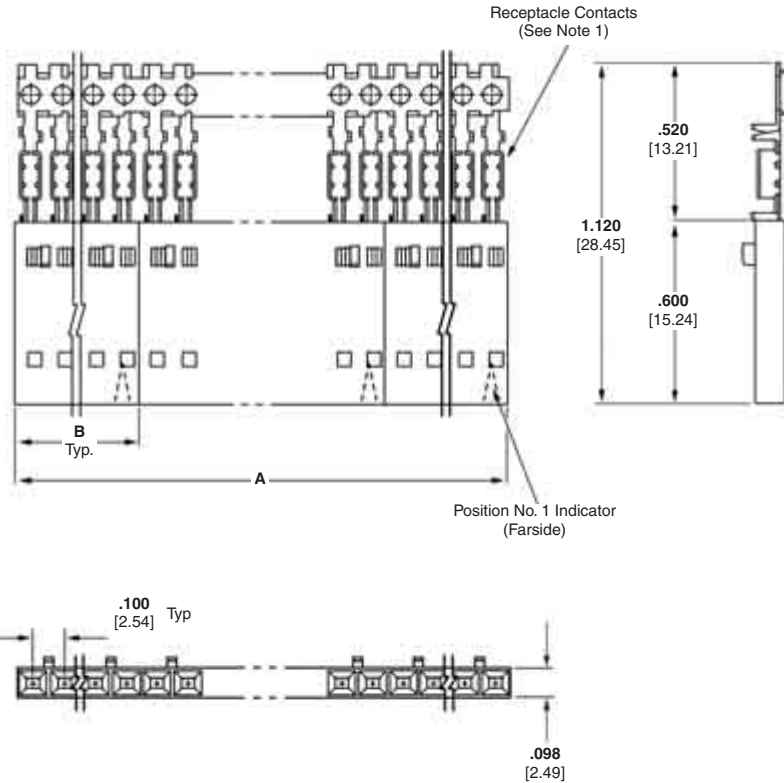 Receptacle Contacts
(See Note 1)
.520
[13.21]
1.120
[28.45]
.600
[15.24]
B
Typ.
A
Position No. 1 Indicator
(Farside)
.100
[2.54] Typ
.098
[2.49]